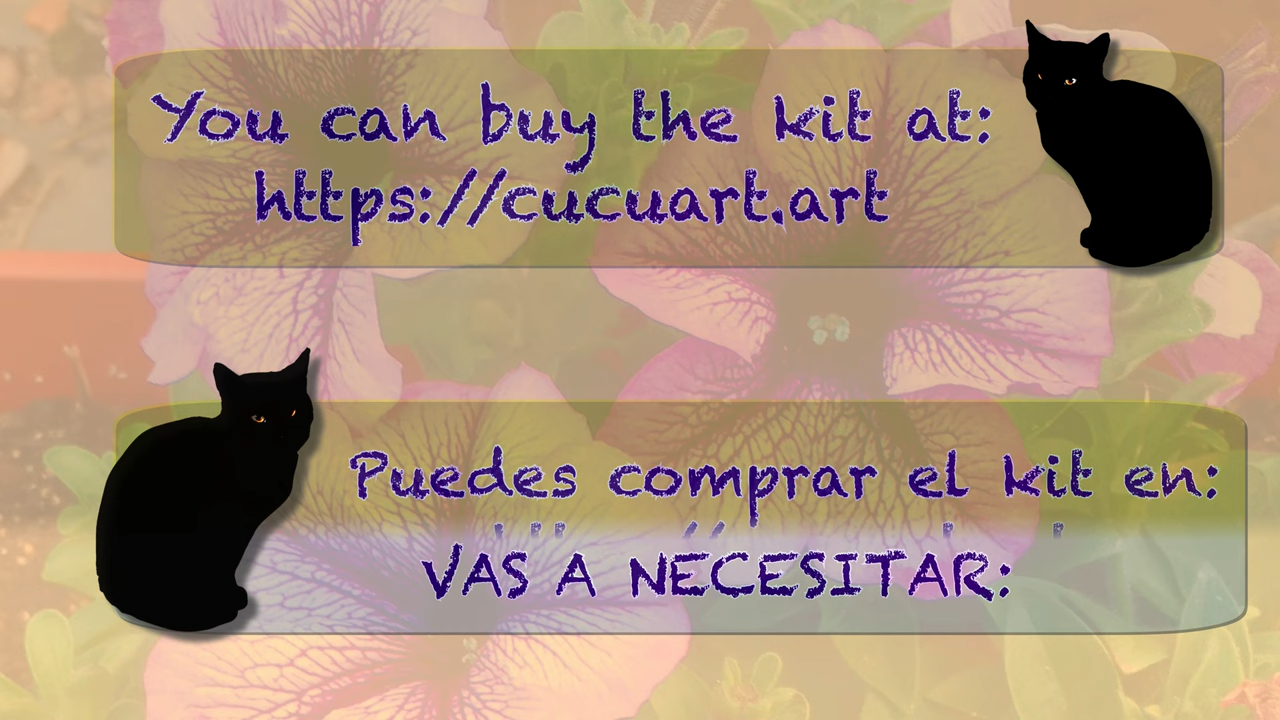 You can buy the kit at:
https://cucuart.art
Puedes comprar el kit en:
VAS A NECESITAR: